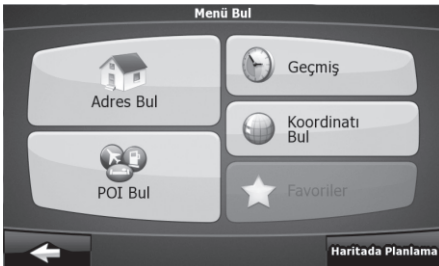 Menü Bul
Adres Bul
Geçmiş
Koordinatı
Bul
POI Bul
Favoriler
Haritada Planlama